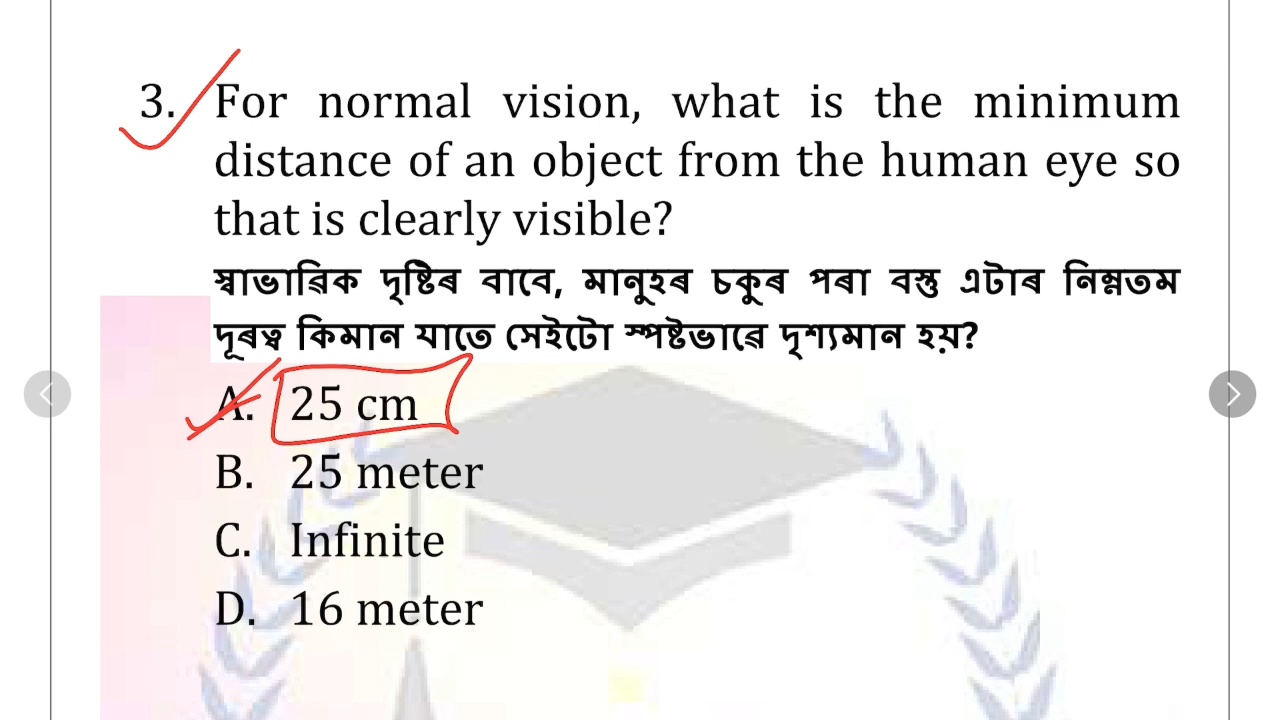 3. For normal vision, what is the minimum
distance of an object from the human eye so
that is clearly visible?
স্বাভাৱিক দৃষ্টিৰ বাবে, মানুহৰ চকুৰ পৰা বস্তু এটাৰ নিম্নতম
দূৰত্ব কিমান যাতে সেইটো স্পষ্টভাৱে দৃশ্যমান হয়?
A. 25 cm
B. 25 meter
C. Infinite
D. 16 meter